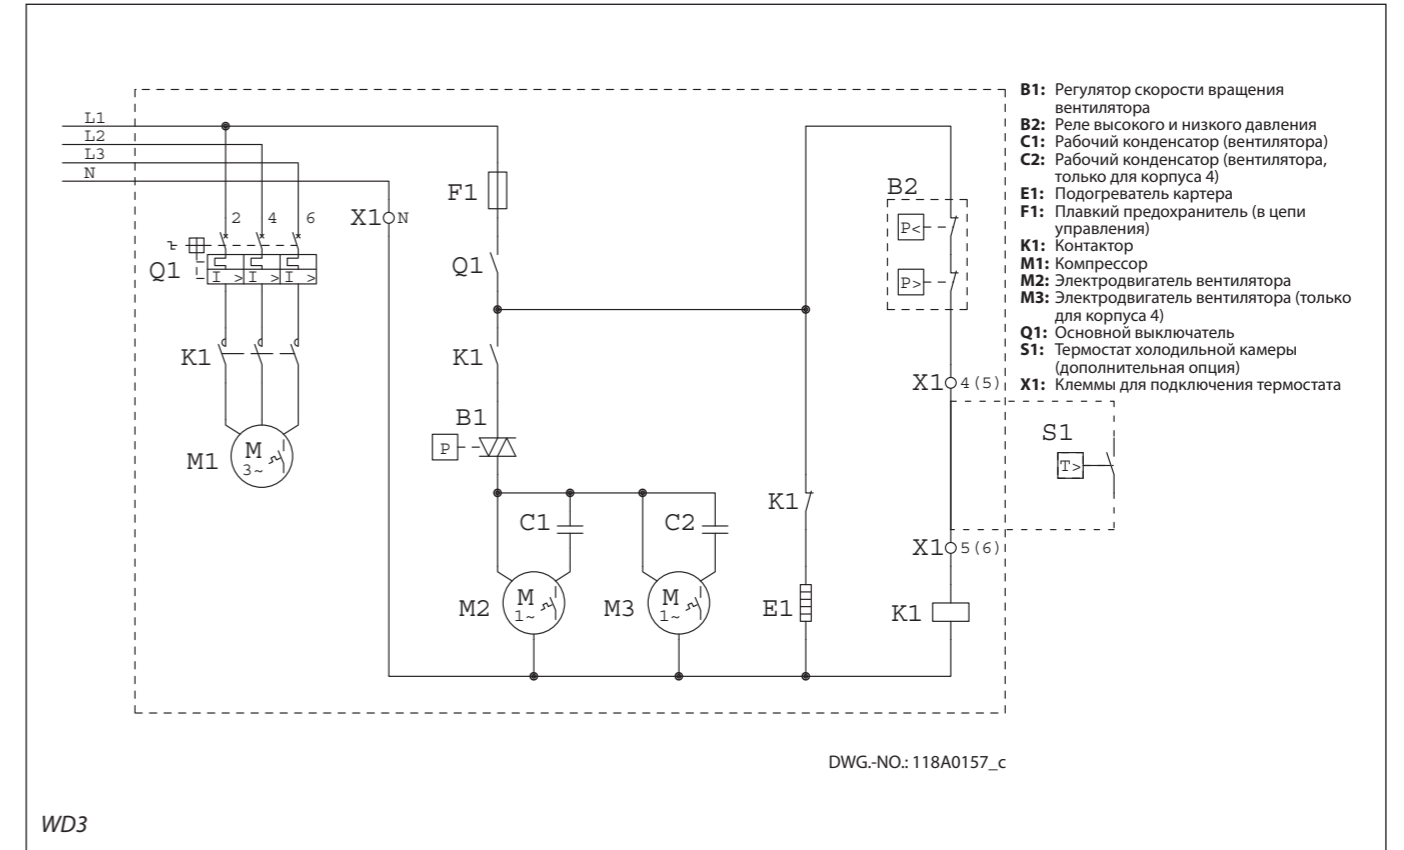 L1
L2
L3
N
2 4 6
X1 N
Q1
I > I > I >
K1
M1
M
3~
F1
Q1
K1
B1
P
C1
C2
M2
M
1~
M3
M
1~
K1
E1
B2
P<
P>
X1 4(5)
S1
T>
X1 5(6)
K1
B1: Регулятор скорости вращения
вентилятора
B2: Реле высокого и низкого давления
C1: Рабочий конденсатор (вентилятора)
C2: Рабочий конденсатор (вентилятора,
только для корпуса 4)
E1: Подогреватель картера
F1: Плавкий предохранитель (в цепи
управления)
K1: Контактор
M1: Компрессор
M2: Электродвигатель вентилятора
M3: Электродвигатель вентилятора (только
для корпуса 4)
Q1: Основной выключатель
S1: Термостат холодильной камеры
(дополнительная опция)
X1: Клеммы для подключения термостата
DWG.-NO.: 118A0157_c
WD3